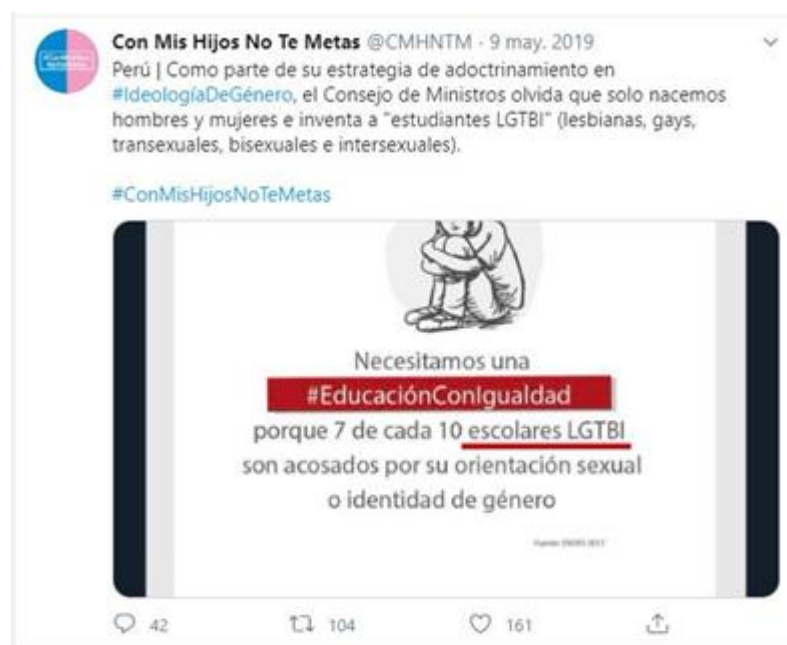 Con Mis Hijos No Te Metas @CMHNTM · 9 may. 2019
Perú | Como parte de su estrategia de adoctrinamiento en
#IdeologíaDeGénero, el Consejo de Ministros olvida que solo nacemos
hombres y mujeres e inventa a "estudiantes LGTBI" (lesbianas, gays,
transexuales, bisexuales e intersexuales).
#ConMisHijosNoTeMetas
Necesitamos una
#EducaciónConIgualdad
porque 7 de cada 10 escolares LGTBI
son acosados por su orientación sexual
o identidad de género
42 104 161